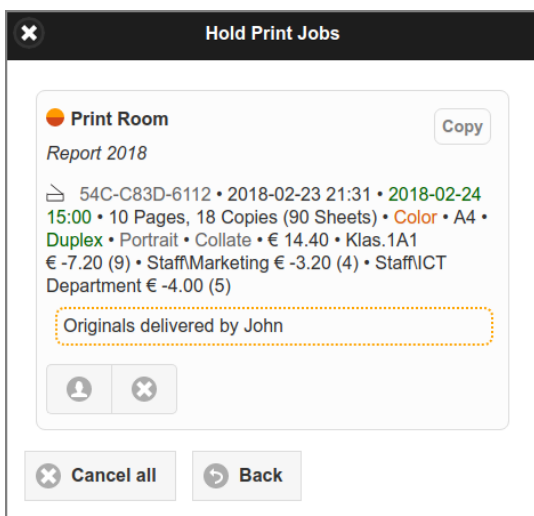 Hold Print Jobs
Print Room
Copy
Report 2018
54C-C83D-6112 • 2018-02-23 21:31 • 2018-02-24
15:00 • 10 Pages, 18 Copies (90 Sheets) • Color • A4 •
Duplex • Portrait • Collate • € 14.40 • Klas.1A1
€ -7.20 (9) • Staff\Marketing € -3.20 (4) • Staff\ICT
Department € -4.00 (5)
Originals delivered by John
Cancel all
Back